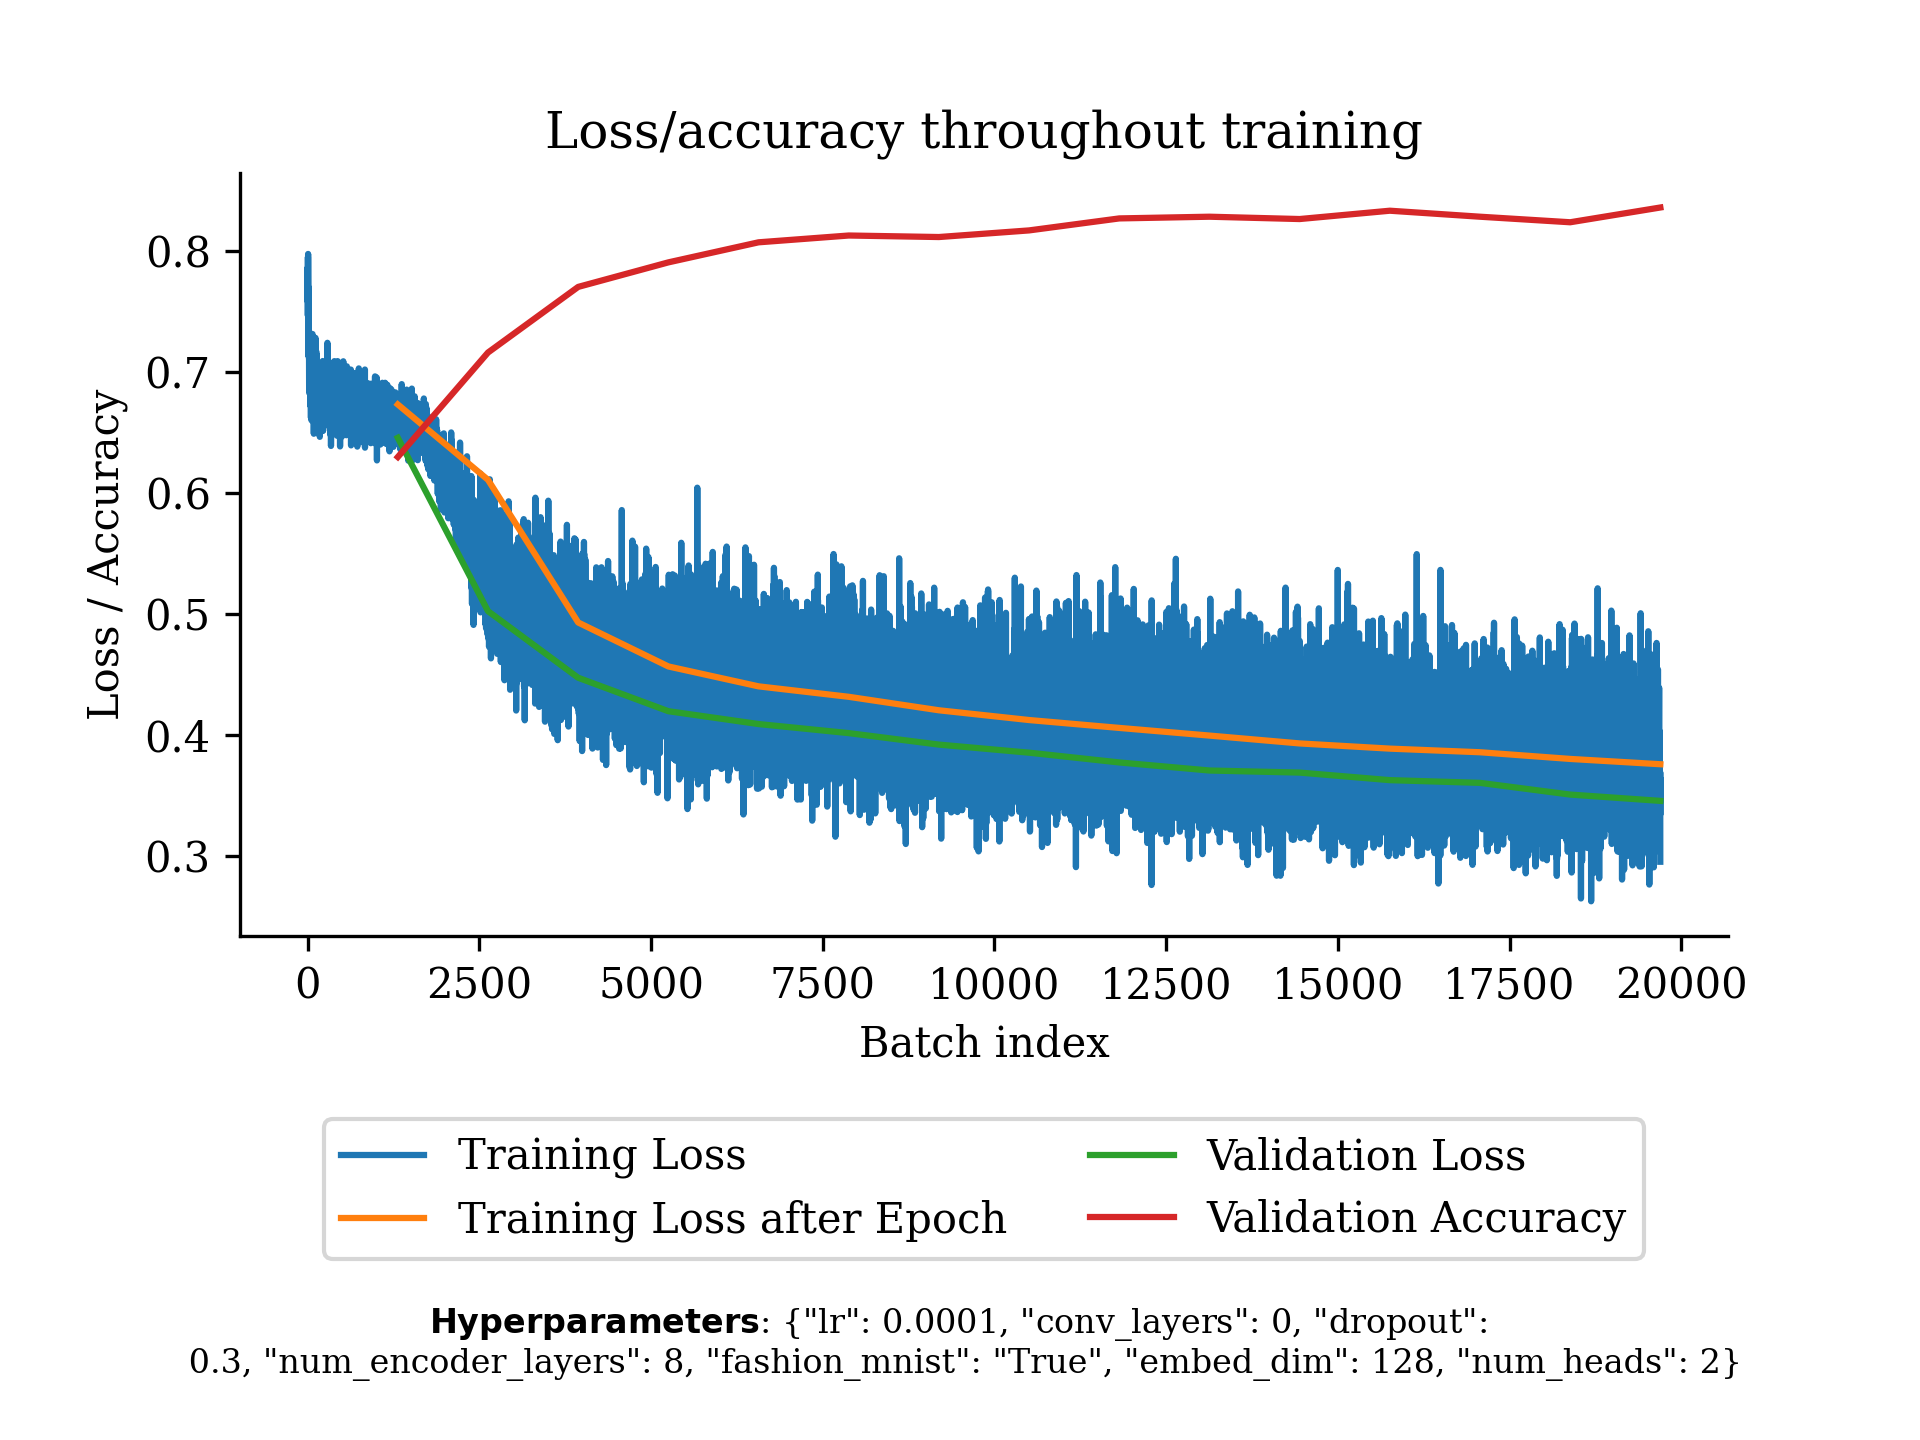 Loss/accuracy throughout training
Loss / Accuracy
0.8
0.7
0.6
0.5
0.4
0.3
0 2500 5000 7500 10000 12500 15000 17500 20000
Batch index
Training Loss
Training Loss after Epoch
Validation Loss
Validation Accuracy
Hyperparameters: {"lr": 0.0001, "conv_layers": 0, "dropout":
0.3, "num_encoder_layers": 8, "fashion_mnist": "True", "embed_dim": 128, "num_heads": 2}